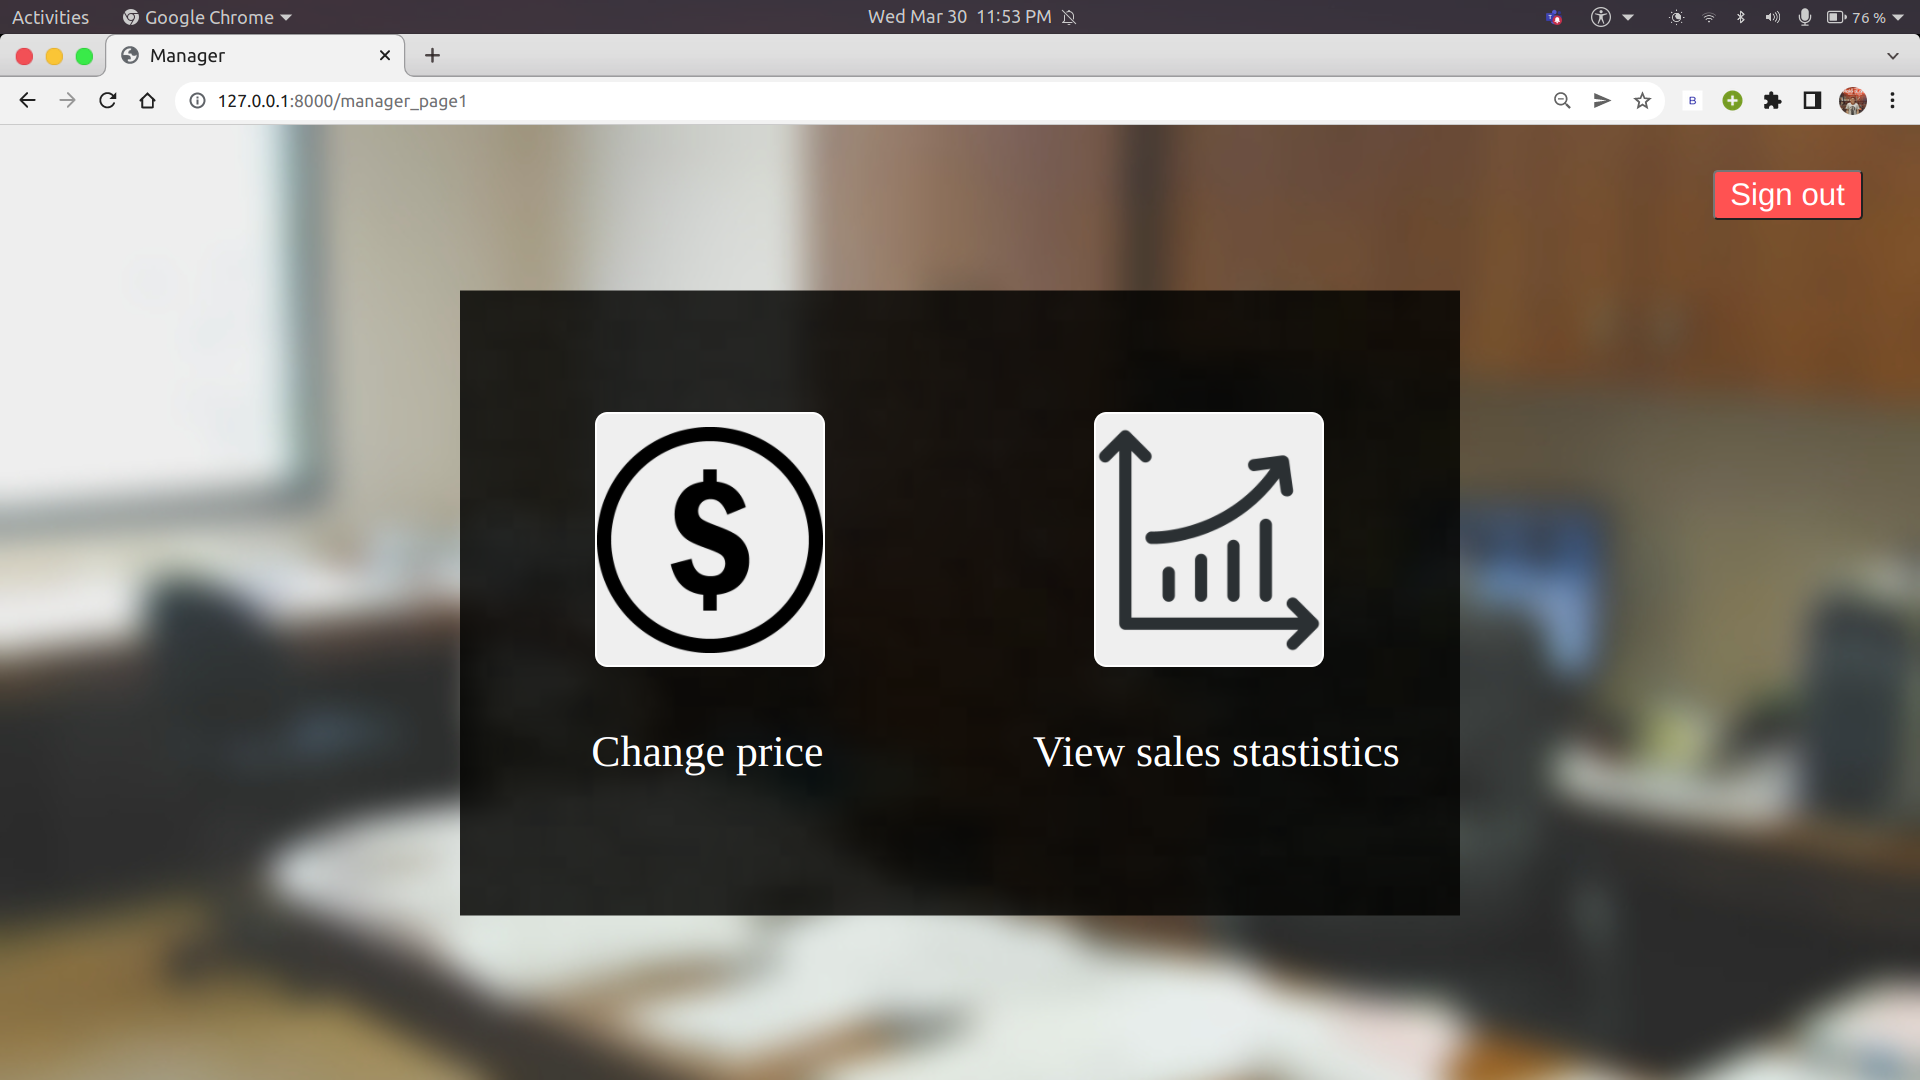 Activities Google Chrome Wed Mar 30 11:53 PM 76 %
Manager
127.0.0.1:8000/manager_page1 B
Sign out
$
Change price View sales stastistics